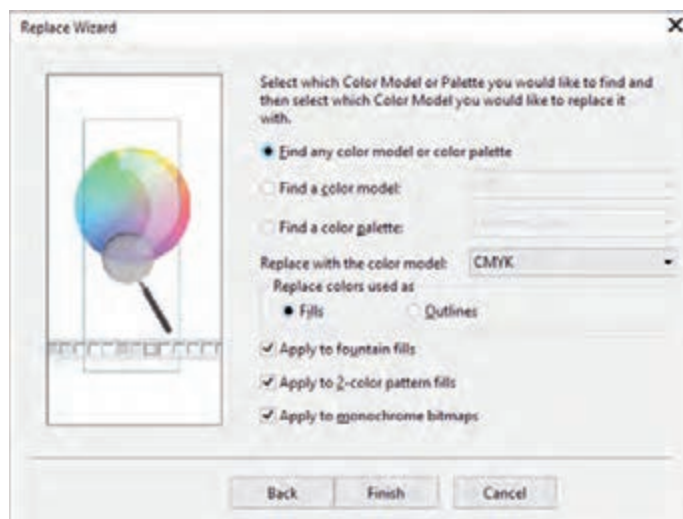 Replace Wizard
Select which Color Model or Palette you would like to find and
then select which Color Model you would like to replace it
with.
Find any color model or color palette
Find a color model:
Find a color palette:
Replace with the color model: CMYK
Replace colors used as
Fills Outlines
Apply to fountain fills
Apply to 2-color pattern fills
Apply to monochrome bitmaps
Back Finish Cancel